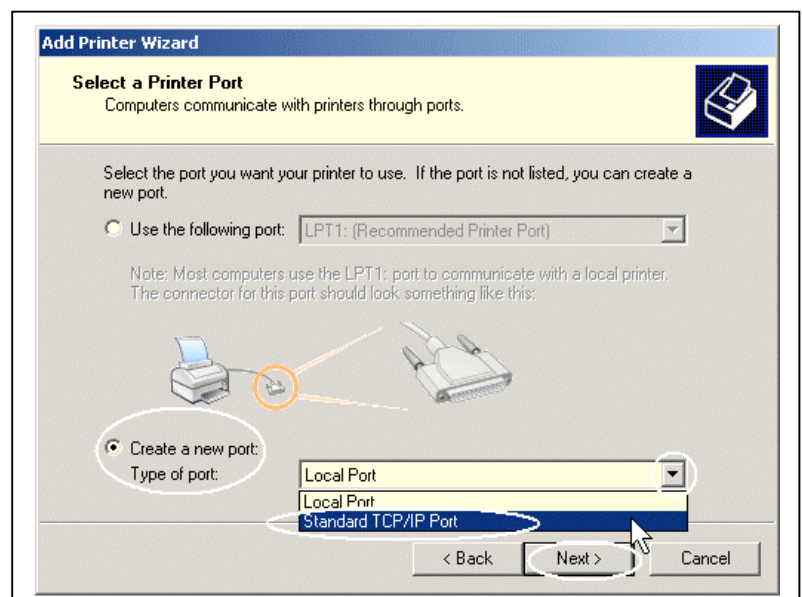 Add Printer Wizard
Select a Printer Port
Computers communicate with printers through ports.
Select the port you want your printer to use. If the port is not listed, you can create a
new port.
Use the following port: LPT1: (Recommended Printer Port)
Note: Most computers use the LPT1: port to communicate with a local printer.
The connector for this port should look something like this:
Create a new port:
Type of port: Local Port
Local Port
Standard TCP/IP Port
< Back Next > Cancel